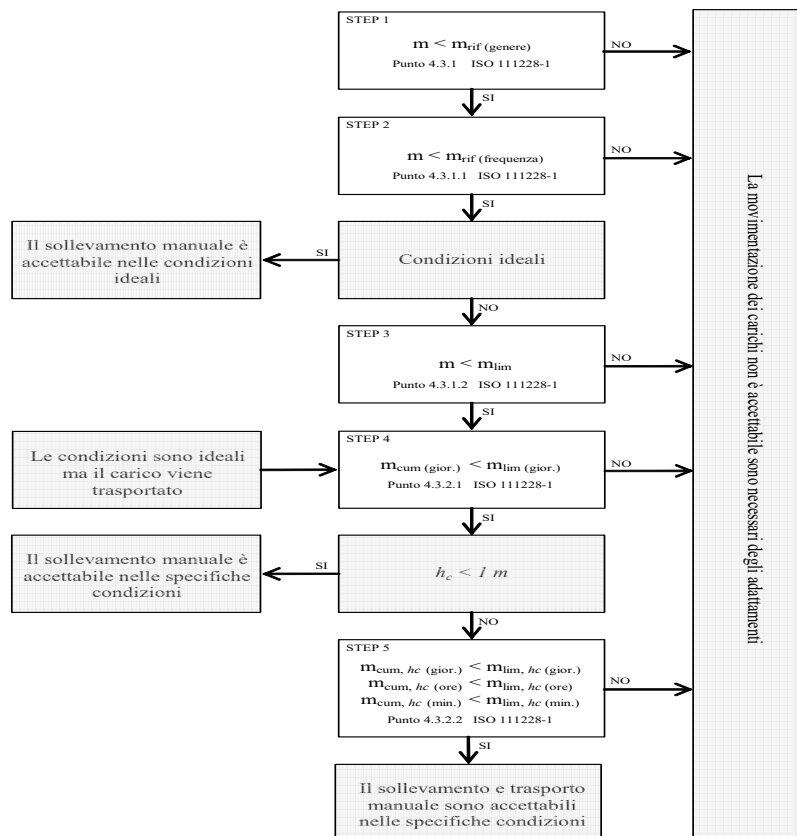 STEP 1
m < mrif (genere)
Punto 4.3.1 ISO 111228-1
NO
SI
STEP 2
m < mrif (frequenza)
Punto 4.3.1.1 ISO 111228-1
NO
SI
Il sollevamento manuale è
accettabile nelle condizioni
ideali
SI
Condizioni ideali
NO
STEP 3
m < mlim
Punto 4.3.1.2 ISO 111228-1
NO
SI
Le condizioni sono ideali
ma il carico viene
trasportato
STEP 4
mcum (gior.) < mlim (gior.)
Punto 4.3.2.1 ISO 111228-1
NO
SI
Il sollevamento manuale è
accettabile nelle specifiche
condizioni
SI
hc < 1 m
NO
STEP 5
mcum, hc (gior.) < mlim, hc (gior.)
mcum, hc (ore) < mlim, hc (ore)
mcum, hc (min.) < mlim, hc (min.)
Punto 4.3.2.2 ISO 111228-1
NO
SI
Il sollevamento e trasporto
manuale sono accettabili
nelle specifiche condizioni
La movimentazione dei carichi non è accettabile sono necessari degli adattamenti